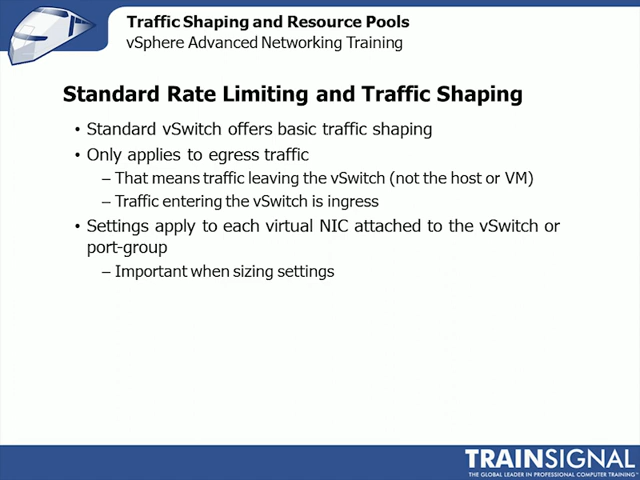 Traffic Shaping and Resource Pools
vSphere Advanced Networking Training
Standard Rate Limiting and Traffic Shaping
• Standard vSwitch offers basic traffic shaping
• Only applies to egress traffic
– That means traffic leaving the vSwitch (not the host or VM)
– Traffic entering the vSwitch is ingress
• Settings apply to each virtual NIC attached to the vSwitch or
port-group
– Important when sizing settings
TRAINSIGNAL
THE GLOBAL LEADER IN PROFESSIONAL COMPUTER TRAINING™